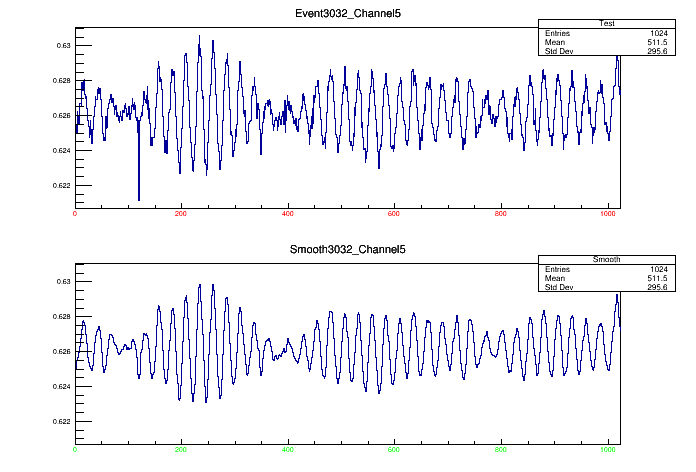 Event3032_Channel5
Test
Entries 1024
Mean 511.5
Std Dev 295.6
0.63
0.628
0.626
0.624
0.622
0 200 400 600 800 1000
Smooth3032_Channel5
Smooth
Entries 1024
Mean 511.5
Std Dev 295.6
0.63
0.628
0.626
0.624
0.622
0 200 400 600 800 1000